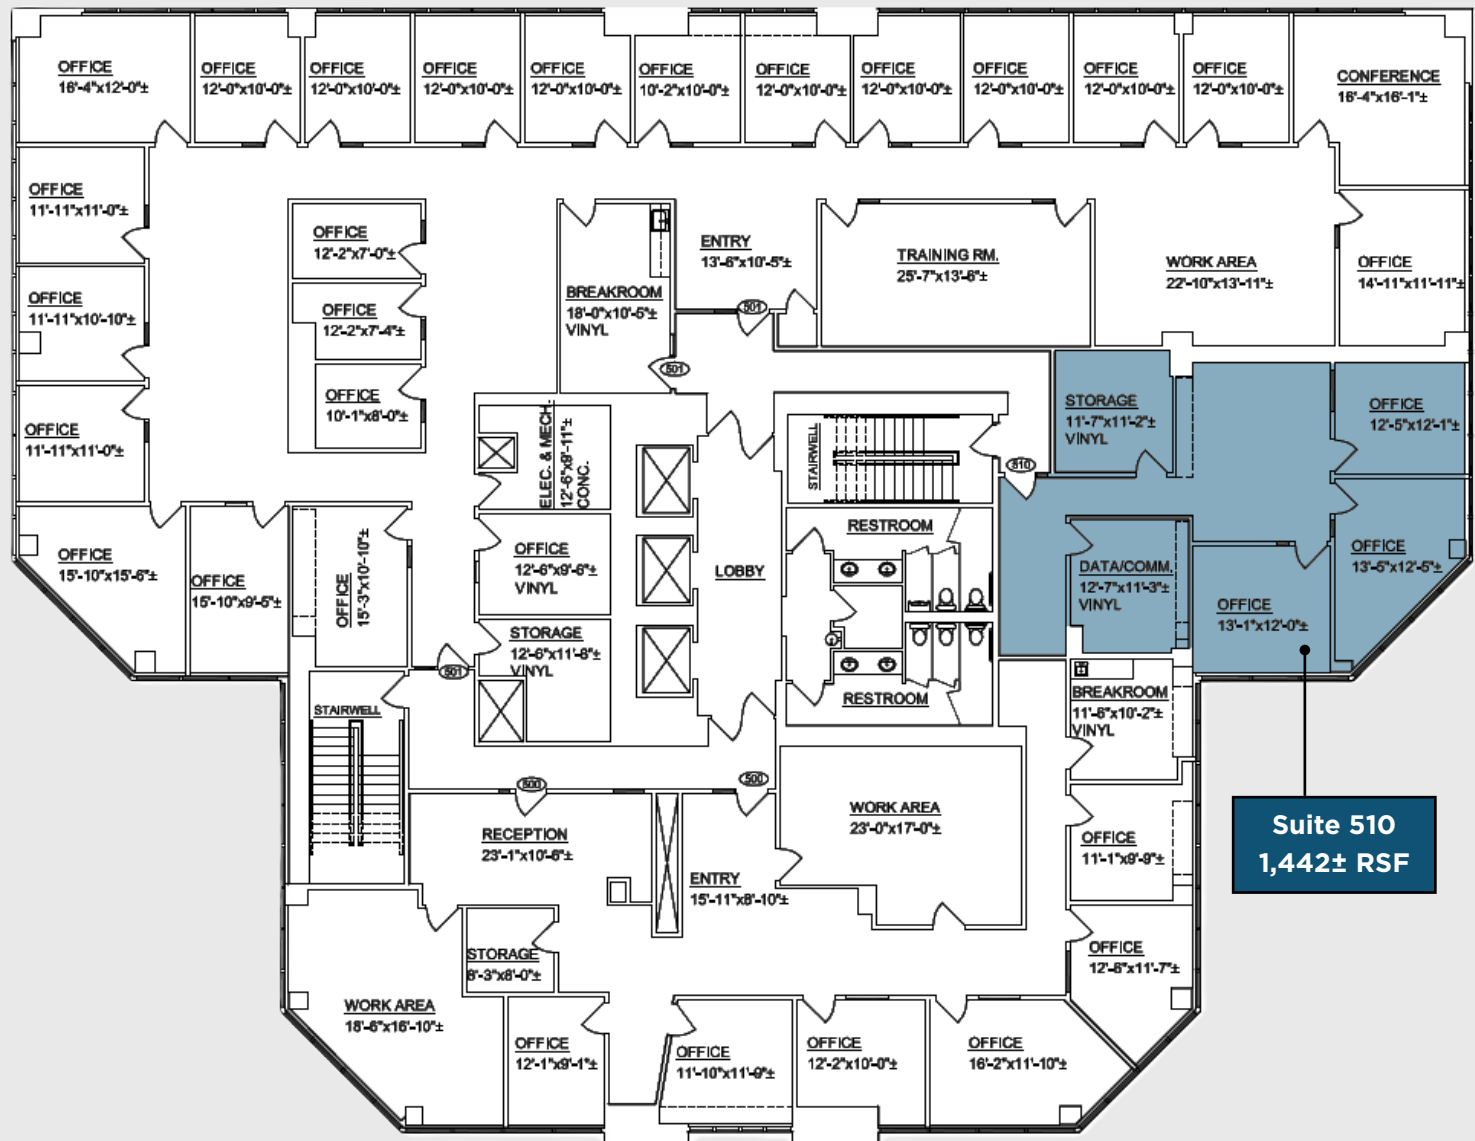 OFFICE
16'-4"x12'-0"±
OFFICE
12'-0"x10'-0"±
OFFICE
12'-0"x10'-0"±
OFFICE
12'-0"x10'-0"±
OFFICE
12'-0"x10'-0"±
OFFICE
10'-2"x10'-0"±
OFFICE
12'-0"x10'-0"±
OFFICE
12'-0"x10'-0"±
OFFICE
12'-0"x10'-0"±
OFFICE
12'-0"x10'-0"±
OFFICE
12'-0"x10'-0"±
CONFERENCE
16'-4"x16'-1"±
OFFICE
11'-11"x11'-0"±
OFFICE
12'-2"x7'-0"±
ENTRY
13'-6"x10'-5"±
TRAINING RM.
25'-7"x13'-6"±
WORK AREA
22'-10"x13'-11"±
OFFICE
14'-11"x11'-11"±
OFFICE
11'-11"x10'-10"±
OFFICE
12'-2"x7'-4"±
BREAKROOM
18'-0"x10'-5"±
VINYL
501
501
OFFICE
10'-1"x8'-0"±
OFFICE
11'-11"x11'-0"±
ELEC. & MECH.
12'-6"x9'-11"±
CONC.
STAIRWELL
510
STORAGE
11'-7"x11'-2"±
VINYL
OFFICE
12'-5"x12'-1"±
OFFICE
15'-10"x15'-6"±
OFFICE
15'-10"x9'-5"±
OFFICE
15'-3"x10'-10"±
OFFICE
12'-6"x9'-6"±
VINYL
LOBBY
RESTROOM
DATA/COMM.
12'-7"x11'-3"±
VINYL
OFFICE
13'-5"x12'-5"±
OFFICE
13'-1"x12'-0"±
STORAGE
12'-6"x11'-8"±
VINYL
501
RESTROOM
STAIRWELL
BREAKROOM
11'-6"x10'-2"±
VINYL
500
500
RECEPTION
23'-1"x10'-6"±
WORK AREA
23'-0"x17'-0"±
OFFICE
11'-1"x9'-9"±
Suite 510
1,442± RSF
ENTRY
15'-11"x8'-10"±
STORAGE
8'-3"x8'-0"±
OFFICE
12'-6"x11'-7"±
WORK AREA
18'-6"x16'-10"±
OFFICE
12'-1"x9'-1"±
OFFICE
11'-10"x11'-9"±
OFFICE
12'-2"x10'-0"±
OFFICE
16'-2"x11'-10"±